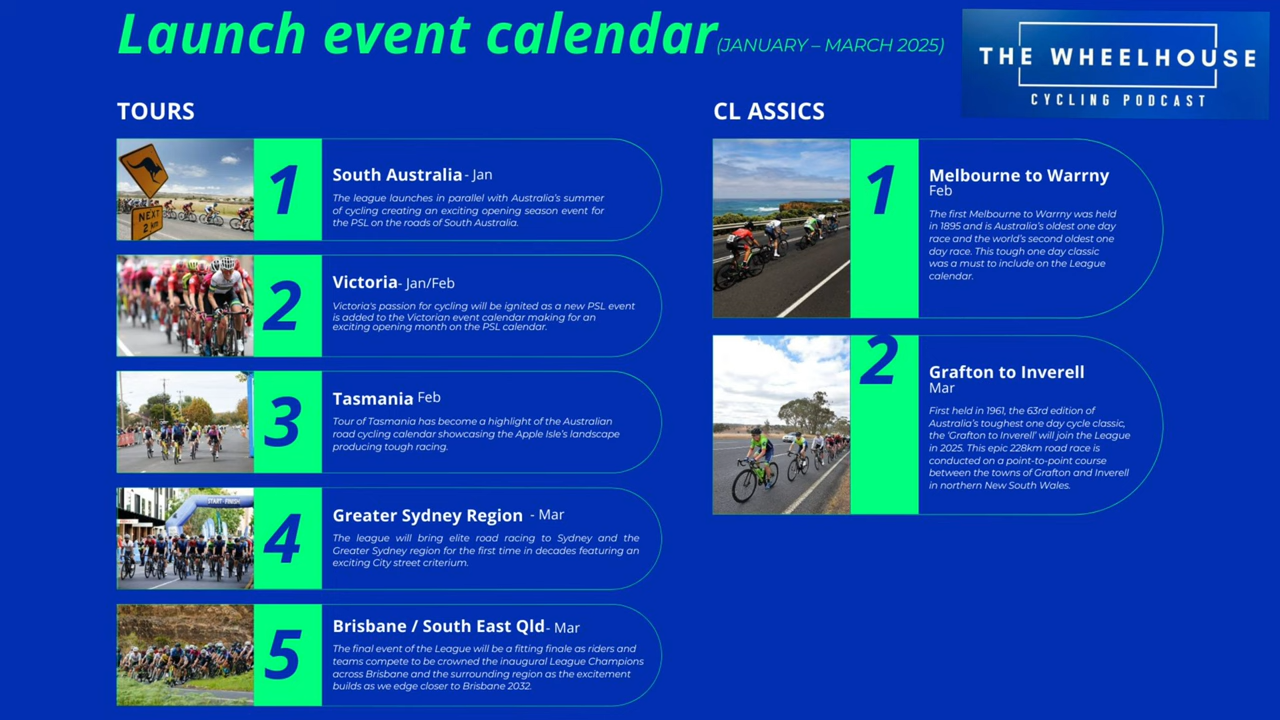 Launch event calendar (JANUARY – MARCH 2025)
THE WHEELHOUSE
CYCLING PODCAST
TOURS
NEXT
2 km
1
South Australia - Jan
The league launches in parallel with Australia's summer
of cycling creating an exciting opening season event for
the PSL on the roads of South Australia.
2
Victoria - Jan/Feb
Victoria's passion for cycling will be ignited as a new PSL event
is added to the Victorian event calendar making for an
exciting opening month on the PSL calendar.
3
Tasmania Feb
Tour of Tasmania has become a highlight of the Australian
road cycling calendar showcasing the Apple Isle's landscape
producing tough racing.
START-FINISH
4
Greater Sydney Region - Mar
The league will bring elite road racing to Sydney and the
Greater Sydney region for the first time in decades featuring an
exciting City street criterium.
5
Brisbane / South East Qld - Mar
The final event of the League will be a fitting finale as riders and
teams compete to be crowned the inaugural League Champions
across Brisbane and the surrounding region as the excitement
builds as we edge closer to Brisbane 2032.
CL ASSICS
1
Melbourne to Warrny
Feb
The first Melbourne to Warrny was held
in 1895 and is Australia's oldest one day
race and the world's second oldest one
day race. This tough one day classic
was a must to include on the League
calendar.
2
Grafton to Inverell
Mar
First held in 1961, the 63rd edition of
Australia's toughest one day cycle classic,
the 'Grafton to Inverell' will join the League
in 2025. This epic 228km road race is
conducted on a point-to-point course
between the towns of Grafton and Inverell
in northern New South Wales.